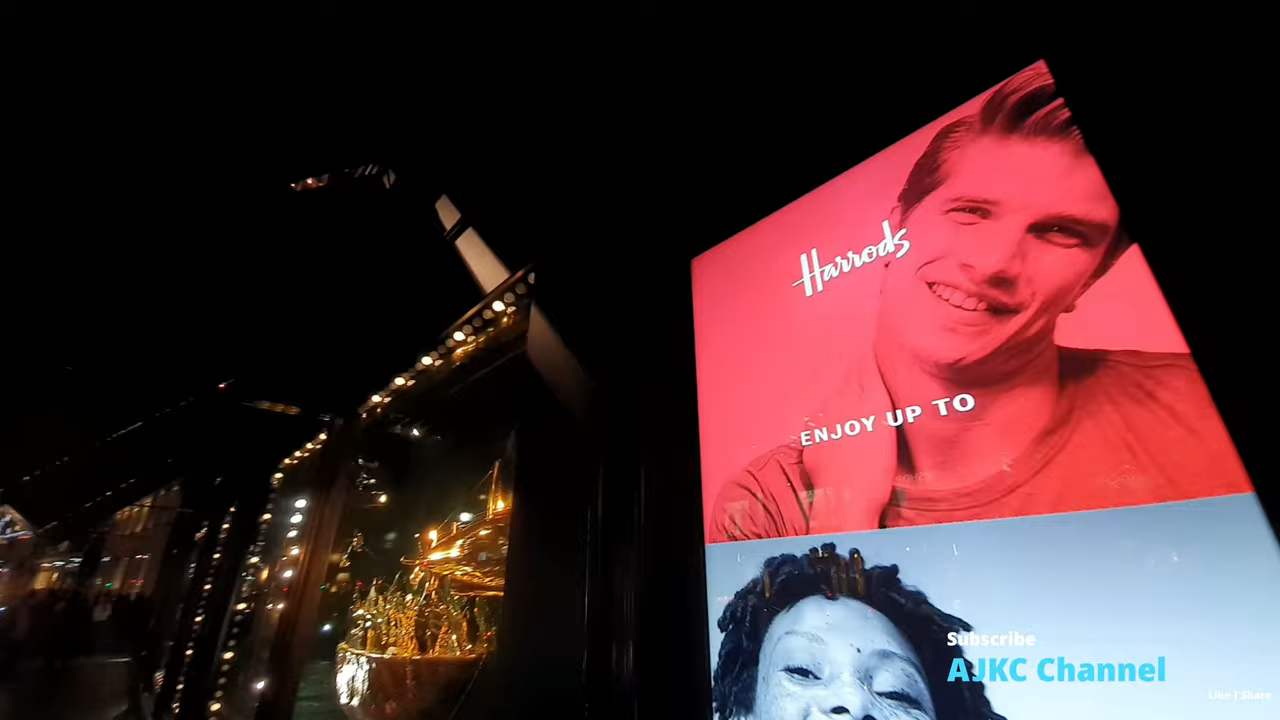 Harrods
ENJOY UP TO
Subscribe
AJKC Channel
Like | Share